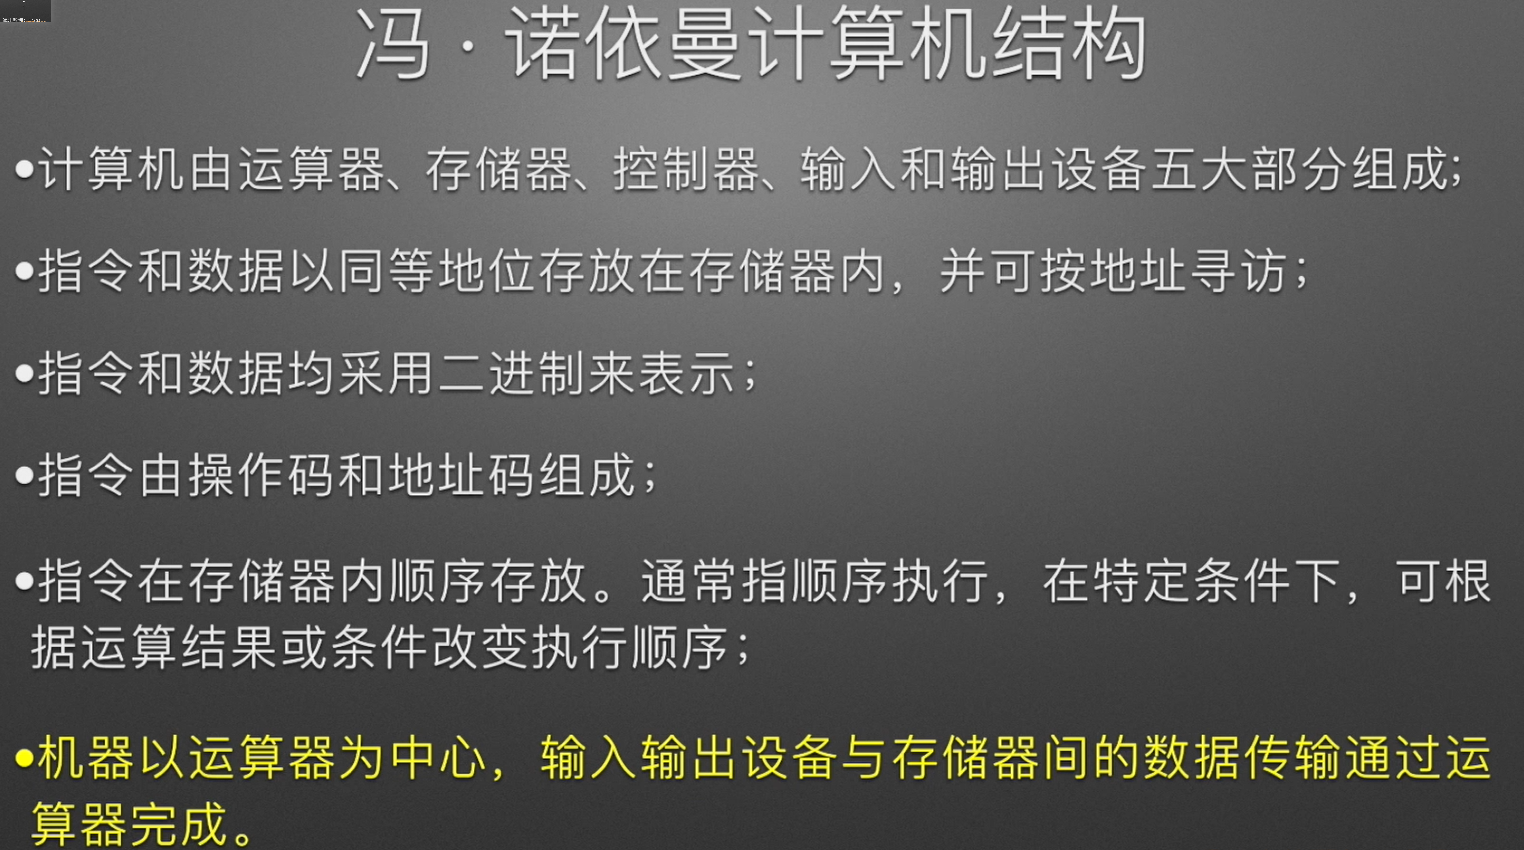 冯·诺依曼计算机结构
•计算机由运算器、存储器、控制器、输入和输出设备五大部分组成;
•指令和数据以同等地位存放在存储器内，并可按地址寻访；
•指令和数据均采用二进制来表示；
•指令由操作码和地址码组成；
•指令在存储器内顺序存放。通常指顺序执行，在特定条件下，可根
据运算结果或条件改变执行顺序；
•机器以运算器为中心，输入输出设备与存储器间的数据传输通过运
算器完成。